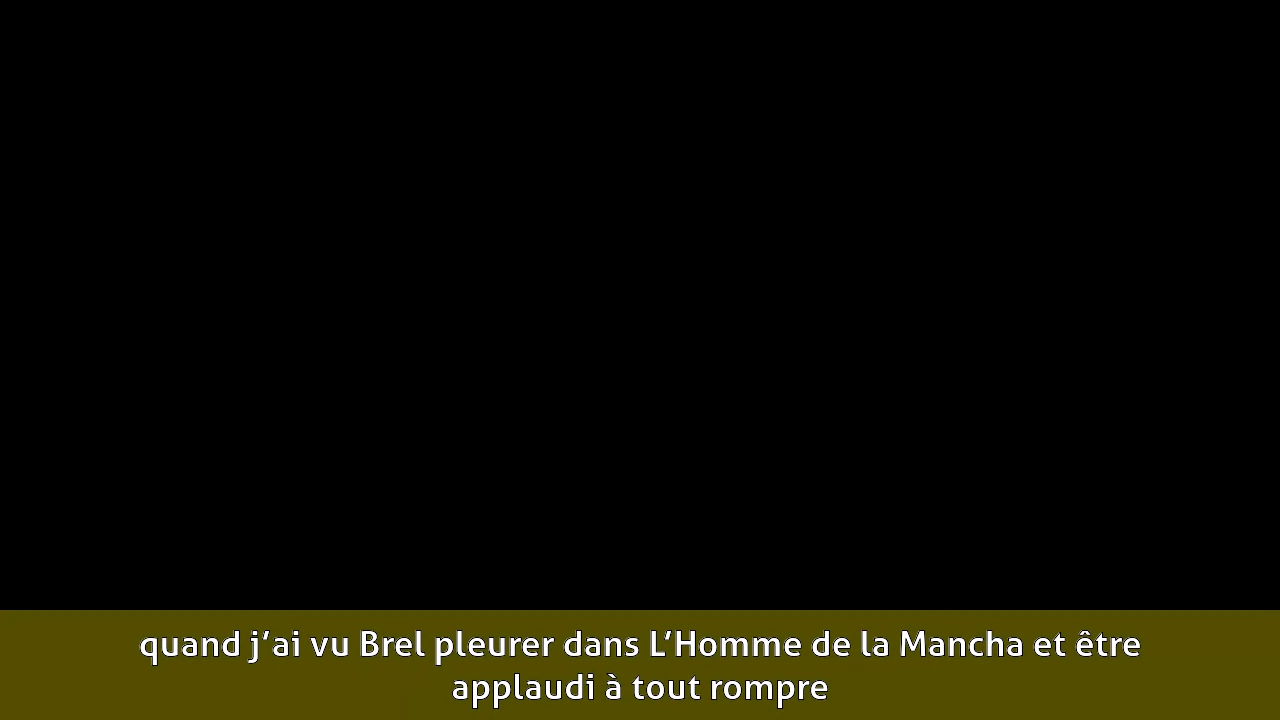 quand j’ai vu Brel pleurer dans L’Homme de la Mancha et être
applaudi à tout rompre